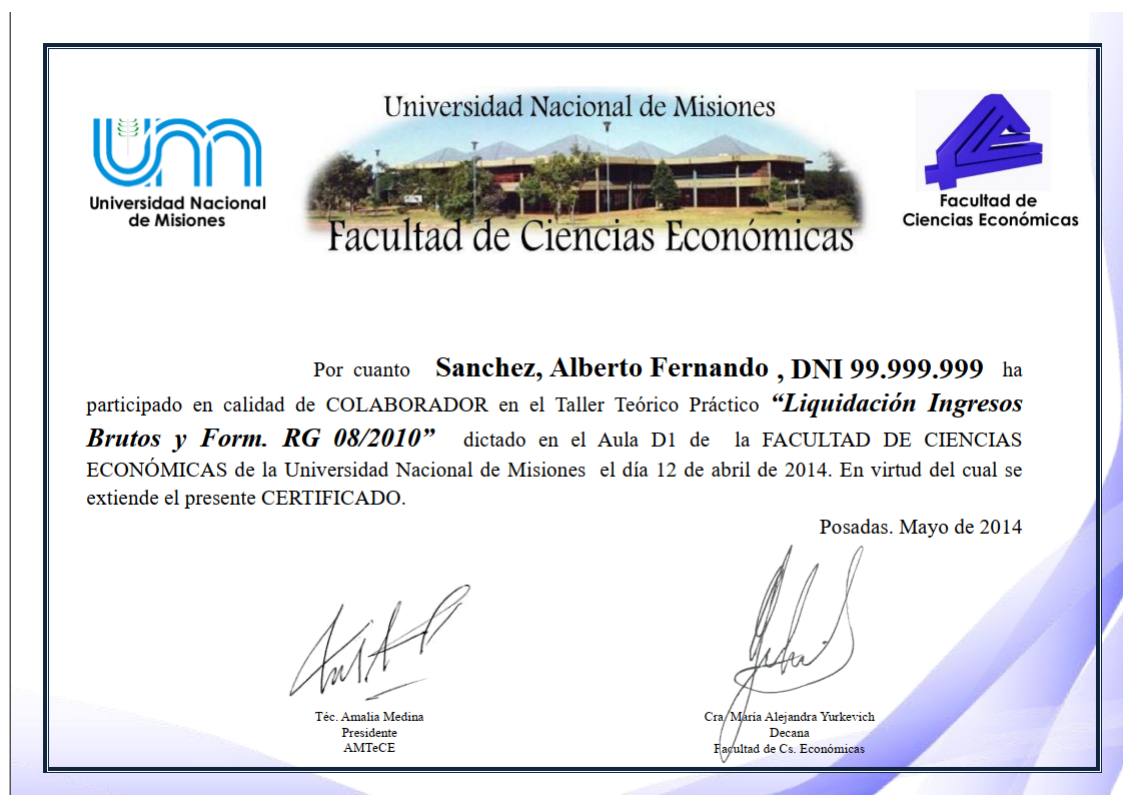 Universidad Nacional de Misiones
Universidad Nacional
de Misiones
Facultad de Ciencias Económicas
Facultad de
Ciencias Económicas
Por cuanto Sanchez, Alberto Fernando , DNI 99.999.999 ha
participado en calidad de COLABORADOR en el Taller Teórico Práctico “Liquidación Ingresos
Brutos y Form. RG 08/2010” dictado en el Aula D1 de la FACULTAD DE CIENCIAS
ECONÓMICAS de la Universidad Nacional de Misiones el día 12 de abril de 2014. En virtud del cual se
extiende el presente CERTIFICADO.
Posadas. Mayo de 2014
Téc. Amalia Medina
Presidente
AMTeCE
Cra. María Alejandra Yurkevich
Decana
Facultad de Cs. Económicas